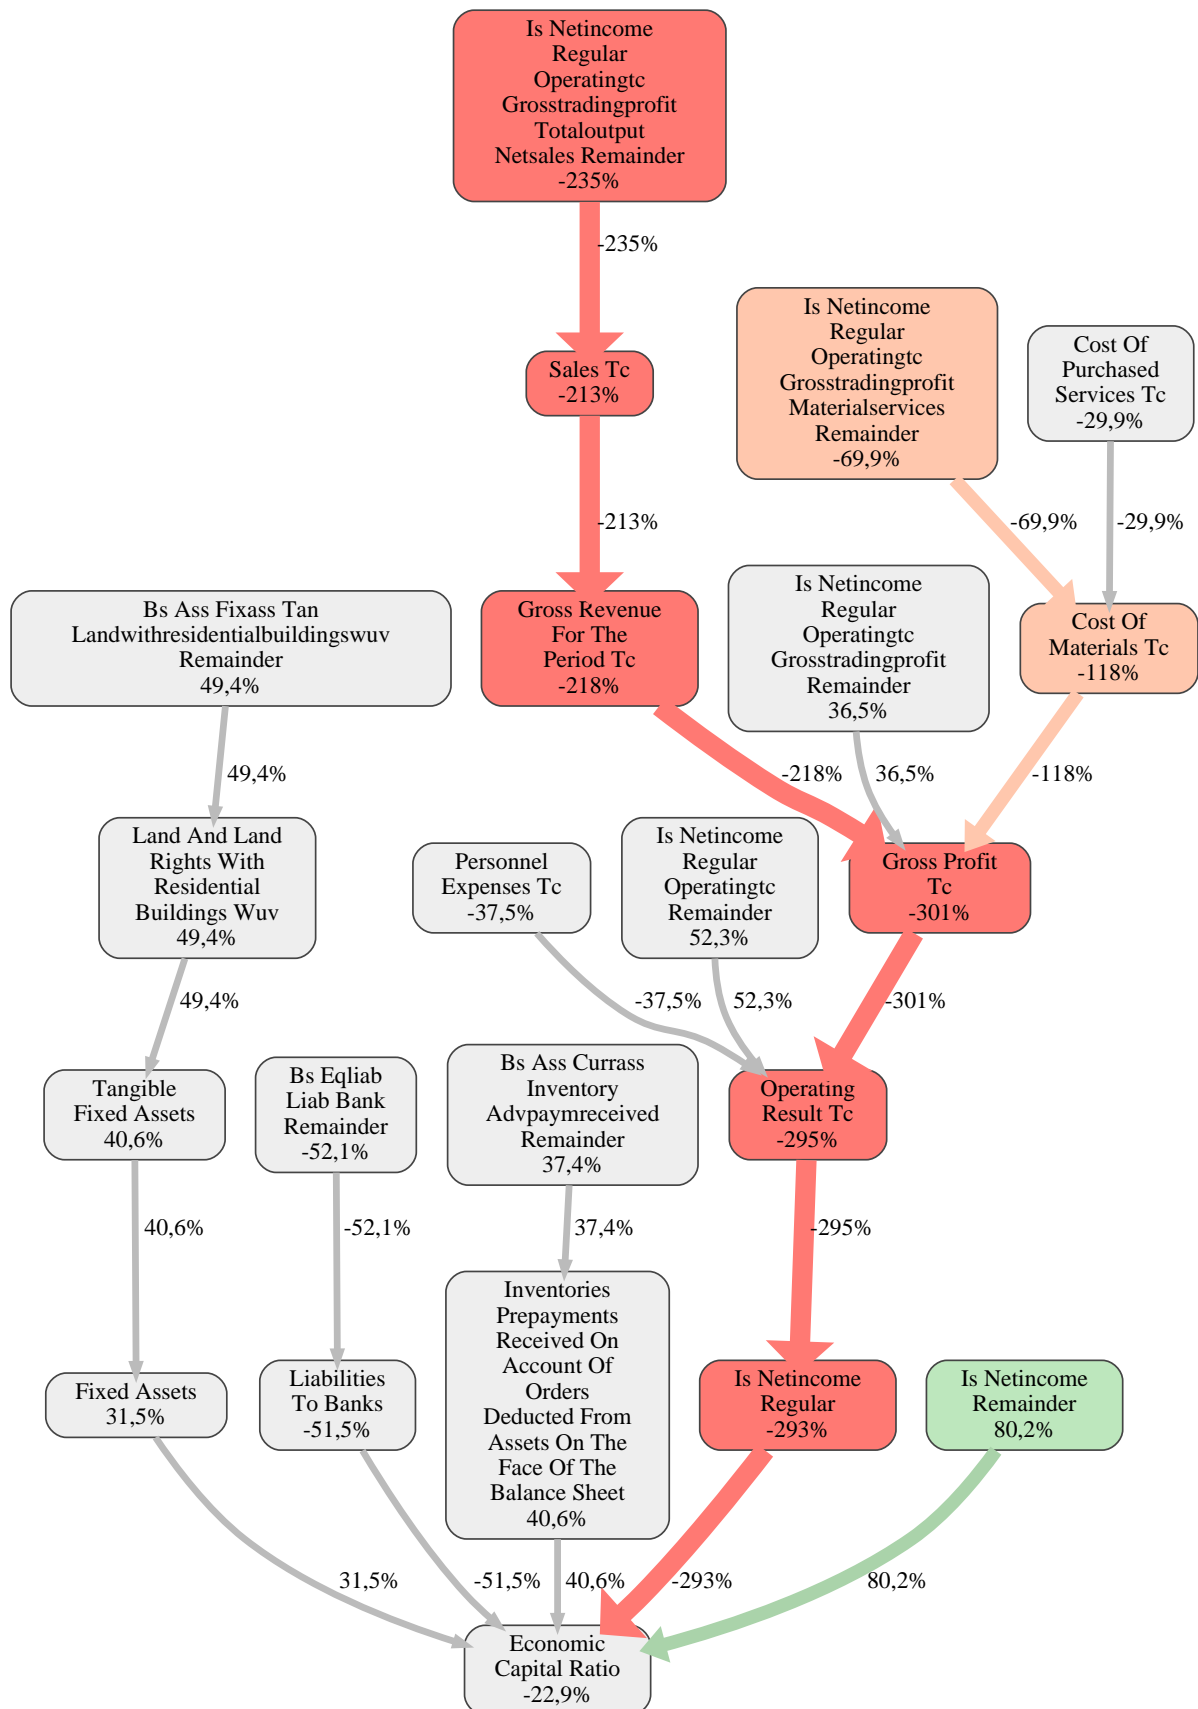 Is Netincome
Regular
Operatingtc
Grosstradingprofit
Totaloutput
Netsales Remainder
-235%
-235%
Is Netincome
Regular
Operatingtc
Grosstradingprofit
Materialservices
Remainder
-69,9%
Cost Of
Purchased
Services Tc
-29,9%
Sales Tc
-213%
-213%
-69,9%
-29,9%
Bs Ass Fixass Tan
Landwithresidentialbuildingswuv
Remainder
49,4%
Gross Revenue
For The
Period Tc
-218%
Is Netincome
Regular
Operatingtc
Grosstradingprofit
Remainder
36,5%
Cost Of
Materials Tc
-118%
49,4%
-218%
36,5%
-118%
Land And Land
Rights With
Residential
Buildings Wuv
49,4%
Personnel
Expenses Tc
-37,5%
Is Netincome
Regular
Operatingtc
Remainder
52,3%
Gross Profit
Tc
-301%
49,4%
-37,5%
52,3%
-301%
Tangible
Fixed Assets
40,6%
Bs Eqliab
Liab Bank
Remainder
-52,1%
Bs Ass Currass
Inventory
Advpaymreceived
Remainder
37,4%
Operating
Result Tc
-295%
40,6%
-52,1%
37,4%
-295%
Fixed Assets
31,5%
Liabilities
To Banks
-51,5%
Inventories
Prepayments
Received On
Account Of
Orders
Deducted From
Assets On The
Face Of The
Balance Sheet
40,6%
Is Netincome
Regular
-293%
Is Netincome
Remainder
80,2%
31,5%
-51,5%
40,6%
-293%
80,2%
Economic
Capital Ratio
-22,9%